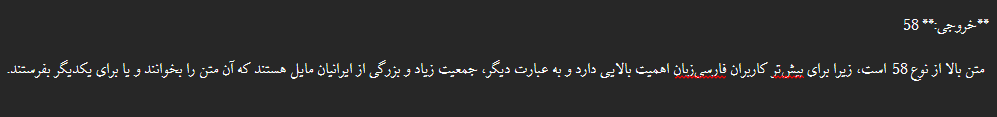 **خروجی:** 58
متن بالا از نوع 58 است، زیرا برای بیش‌تر کاربران فارسی‌زبان اهمیت بالایی دارد و به عبارت دیگر، جمعیت زیاد و بزرگی از ایرانیان مایل هستند که آن متن را بخوانند و یا برای یکدیگر بفرستند.